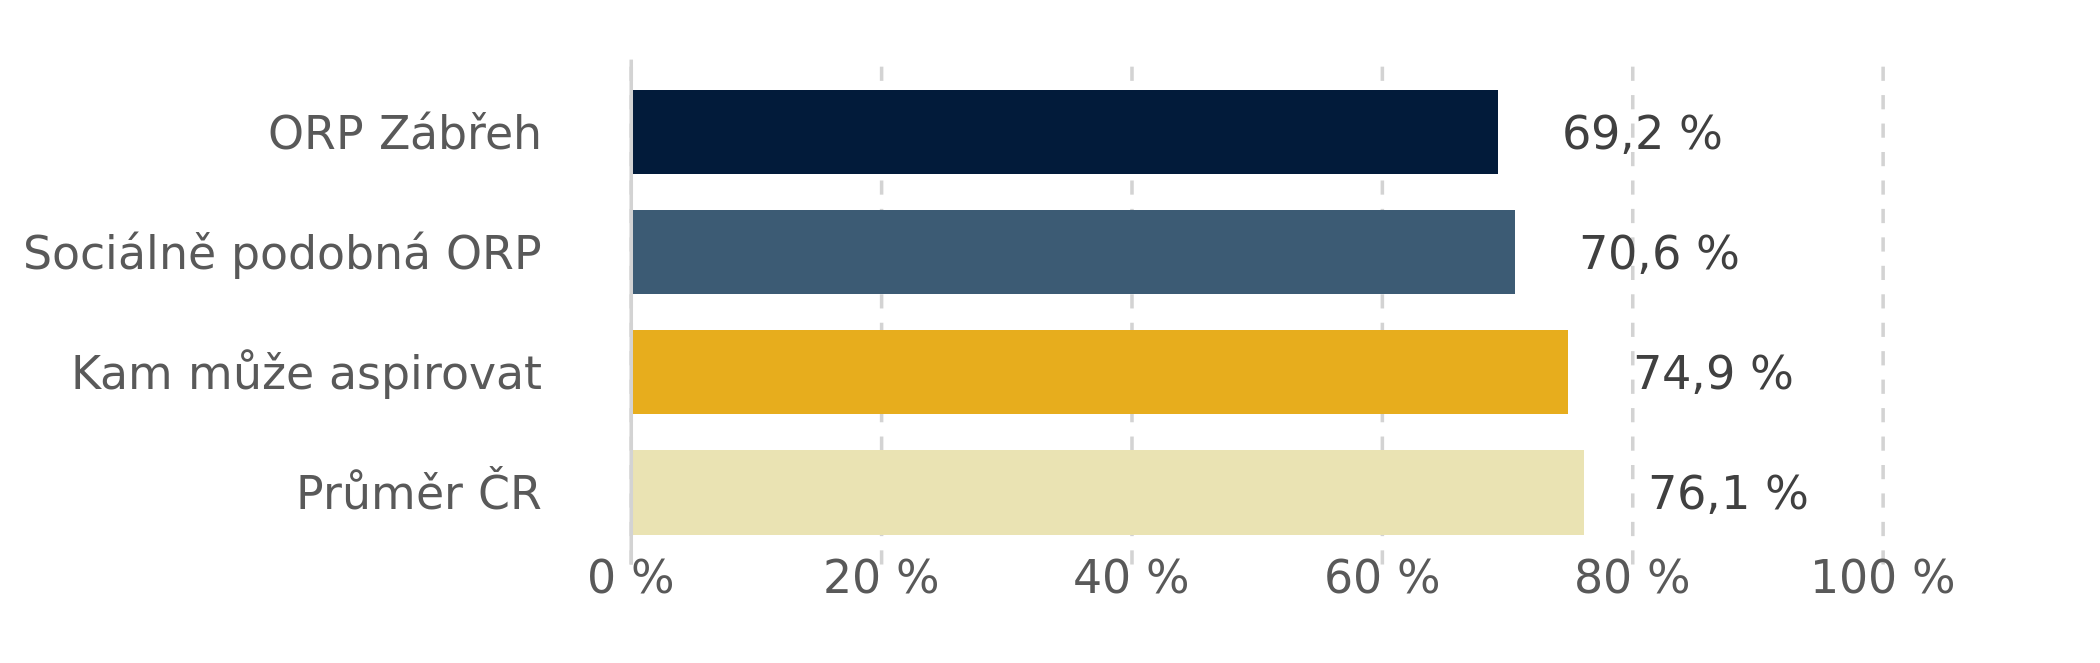 ORP Zábřeh 69,2 %
Sociálně podobná ORP 70,6 %
Kam může aspirovat 74,9 %
Průměr ČR 76,1 %
0 % 20 % 40 % 60 % 80 % 100 %